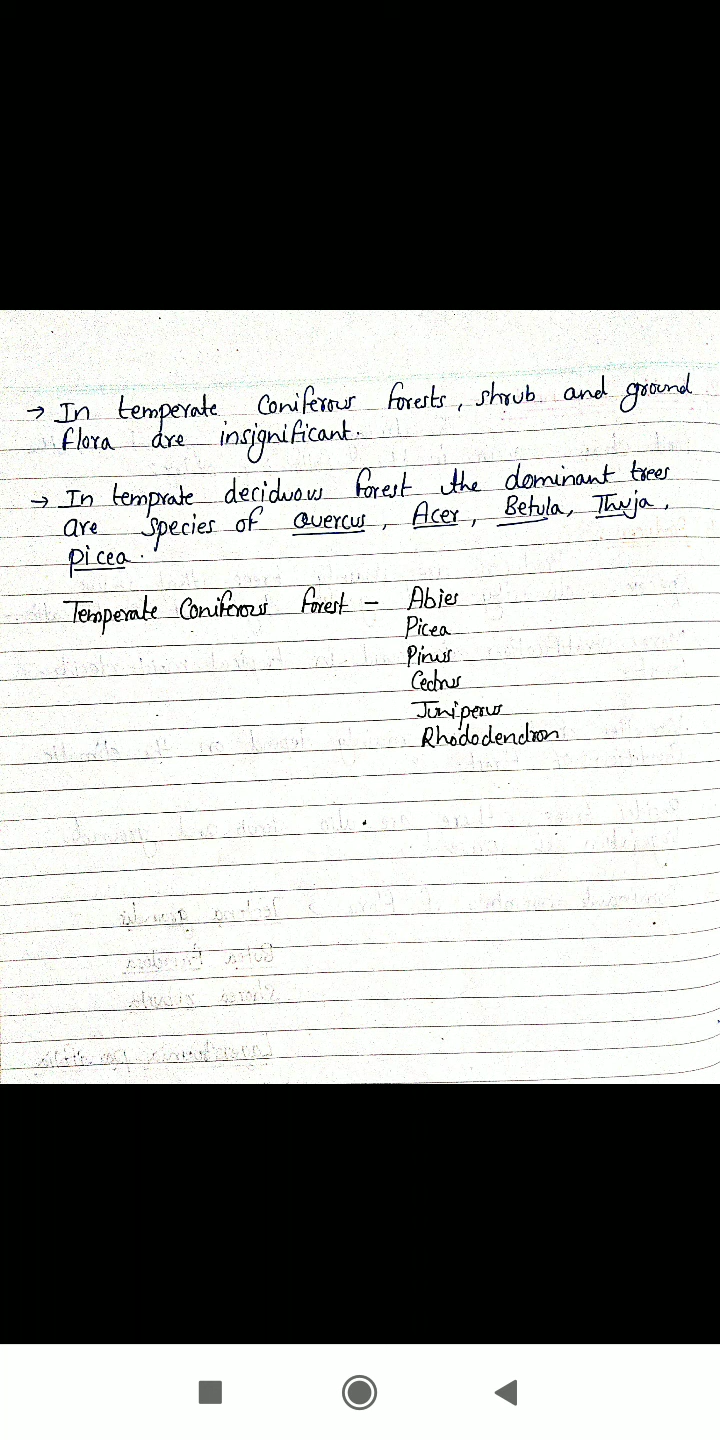 → In temperate coniferous forests, shrub and ground
flora are insignificant.
→ In temprate deciduous forest the dominant trees
are species of Quercus, Acer, Betula, Thuja,
Picea.
Temperate Coniferous forest - Abies
Picea
Pinus
Cedrus
Juniperus
Rhododendron